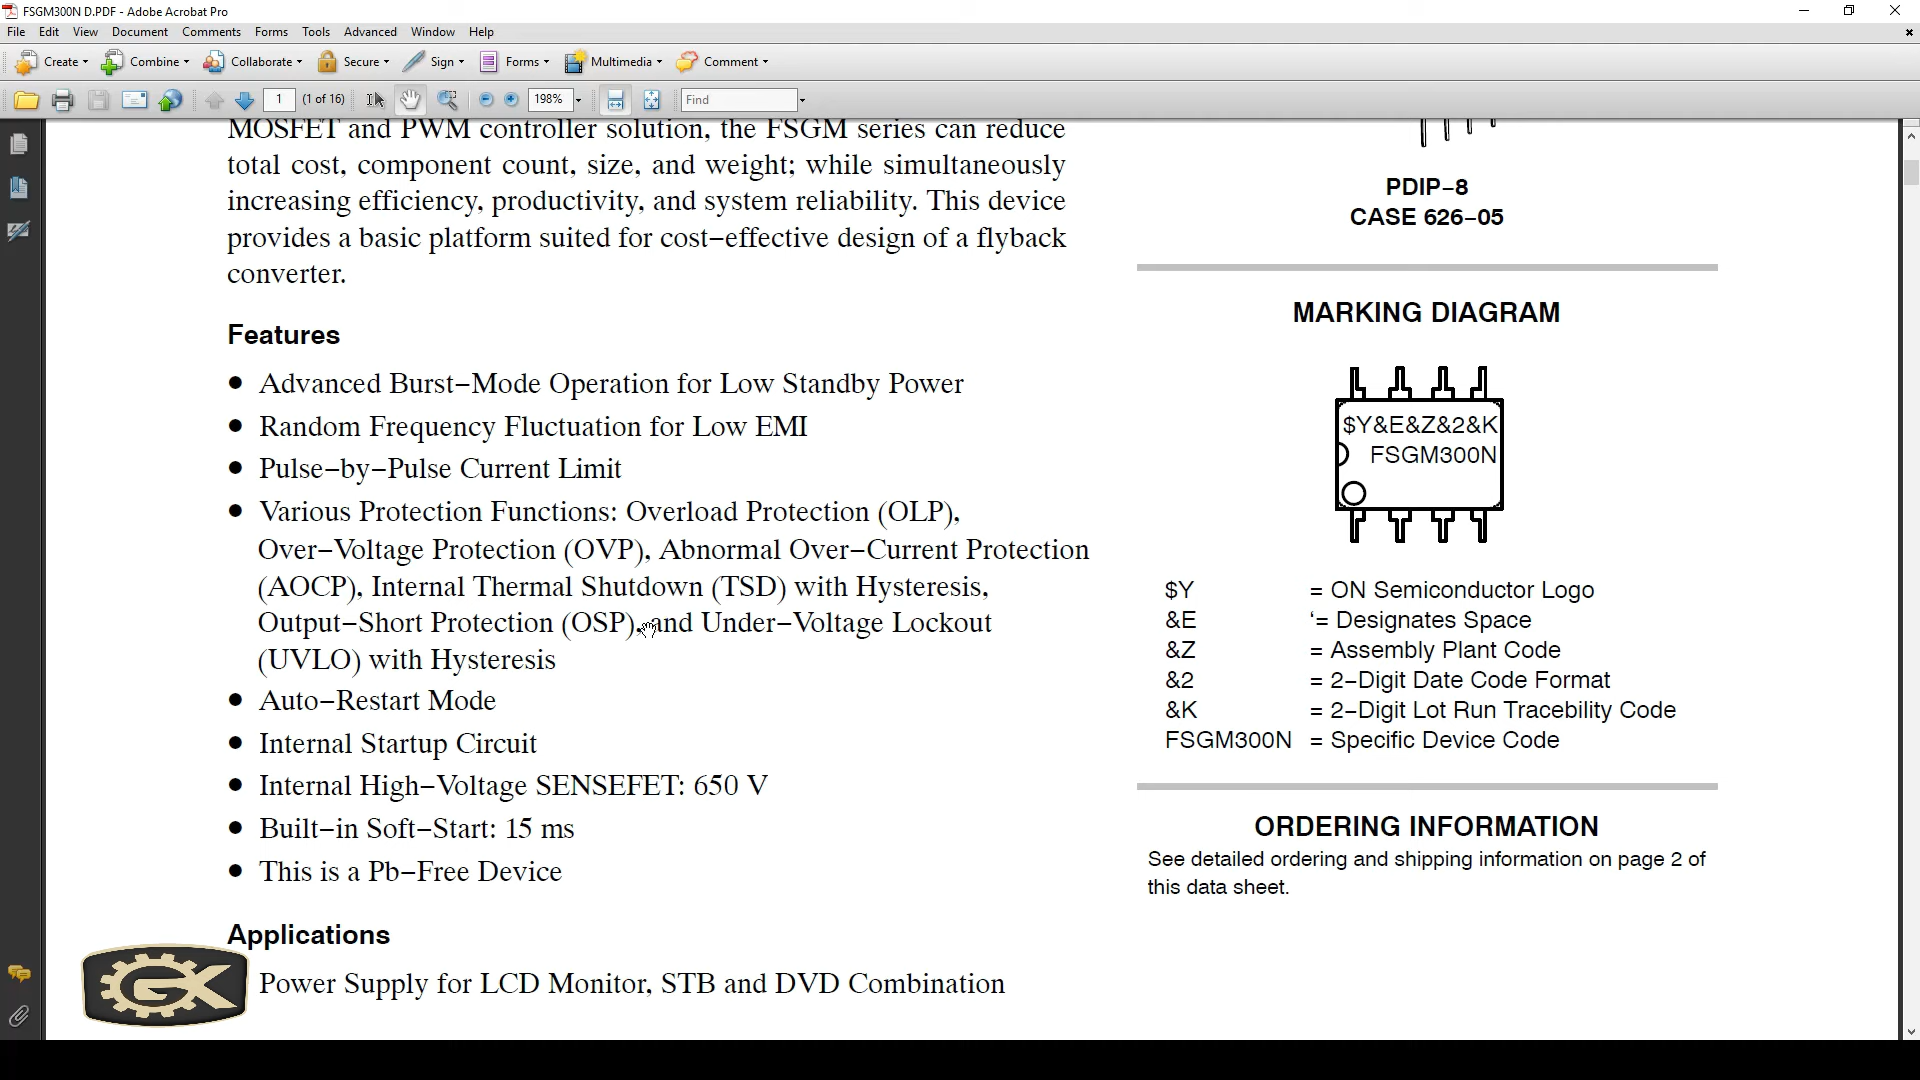 FSGM300N D.PDF - Adobe Acrobat Pro
File Edit View Document Comments Forms Tools Advanced Window Help
Create Combine Collaborate Secure Sign Forms Multimedia Comment
1 (1 of 16) 198% Find
MOSFET and PWM controller solution, the FSGM series can reduce
total cost, component count, size, and weight; while simultaneously
increasing efficiency, productivity, and system reliability. This device
provides a basic platform suited for cost−effective design of a flyback
converter.
Features
• Advanced Burst−Mode Operation for Low Standby Power
• Random Frequency Fluctuation for Low EMI
• Pulse−by−Pulse Current Limit
• Various Protection Functions: Overload Protection (OLP),
Over−Voltage Protection (OVP), Abnormal Over−Current Protection
(AOCP), Internal Thermal Shutdown (TSD) with Hysteresis,
Output−Short Protection (OSP), and Under−Voltage Lockout
(UVLO) with Hysteresis
• Auto−Restart Mode
• Internal Startup Circuit
• Internal High−Voltage SENSEFET: 650 V
• Built−in Soft−Start: 15 ms
• This is a Pb−Free Device
Applications
Power Supply for LCD Monitor, STB and DVD Combination
GK
PDIP−8
CASE 626−05
MARKING DIAGRAM
$Y&E&Z&2&K
FSGM300N
$Y = ON Semiconductor Logo
&E ‘= Designates Space
&Z = Assembly Plant Code
&2 = 2−Digit Date Code Format
&K = 2−Digit Lot Run Tracebility Code
FSGM300N = Specific Device Code
ORDERING INFORMATION
See detailed ordering and shipping information on page 2 of
this data sheet.